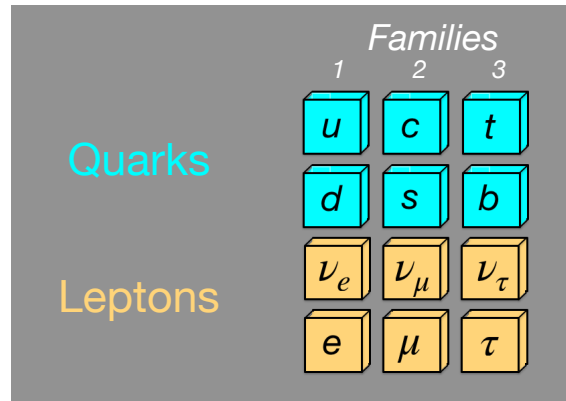 Families
1 2 3
u c t
Quarks
d s b
νe νμ ντ
Leptons
e μ τ